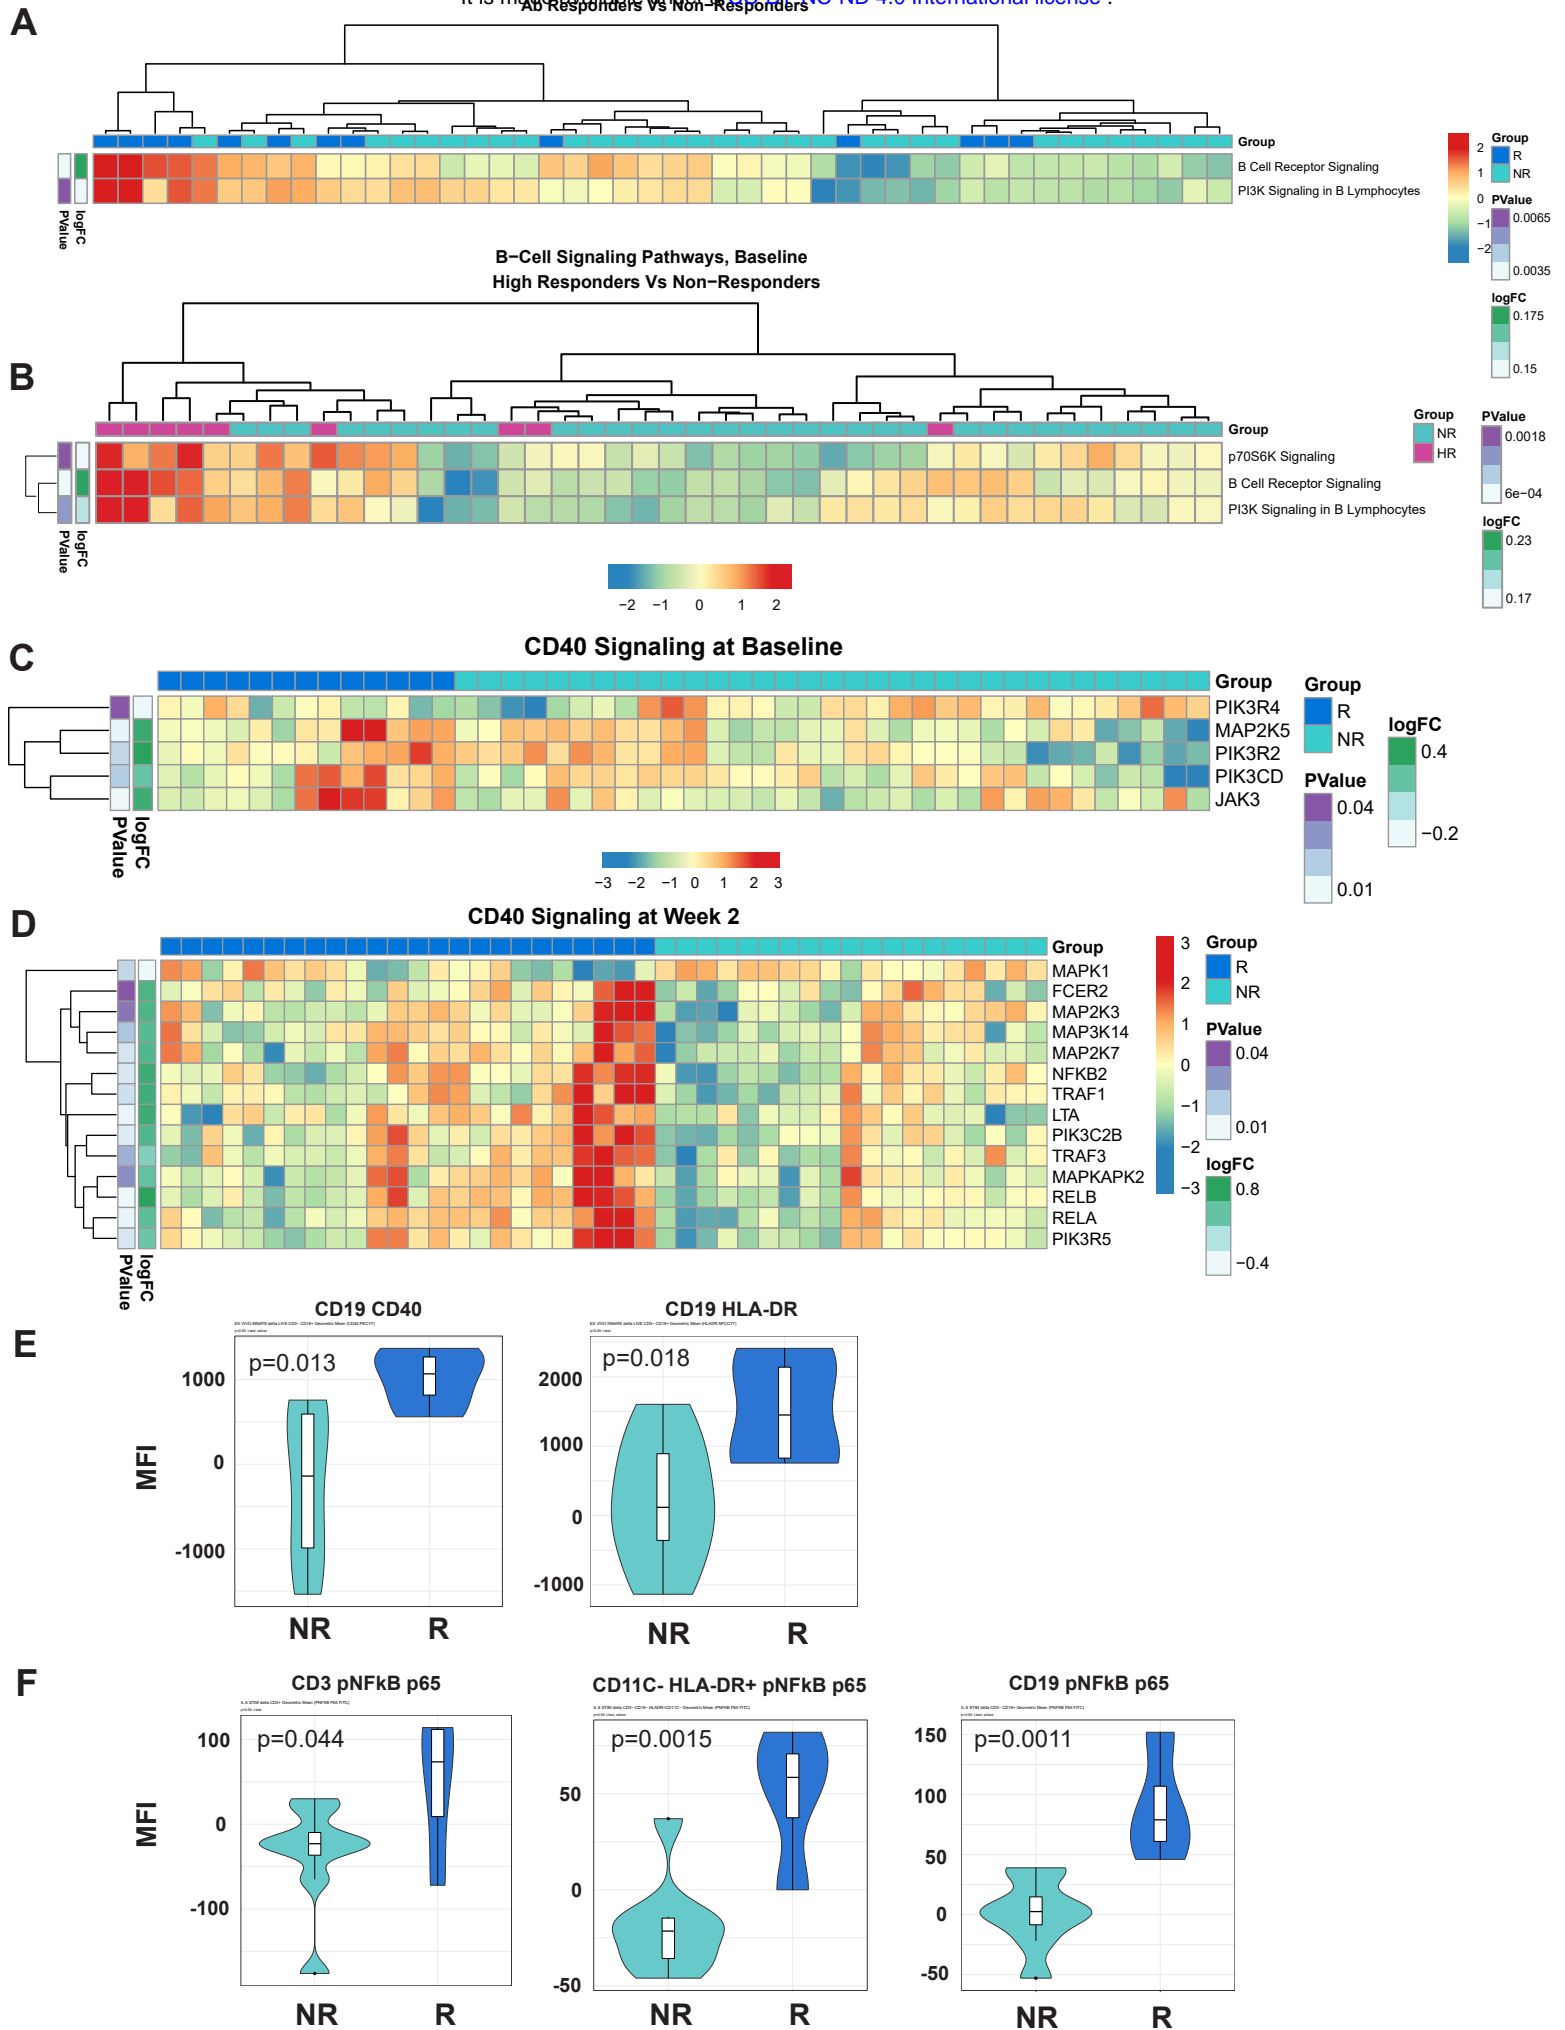 Ab Responders Vs Non-Responders
A
Group
B Cell Receptor Signaling
PI3K Signaling in B Lymphocytes
PValue
logFC
2
1
0
−1
−2
Group
R
NR
PValue
0.0065
0.0035
logFC
0.175
0.15
B−Cell Signaling Pathways, Baseline
High Responders Vs Non−Responders
B
Group
p70S6K Signaling
B Cell Receptor Signaling
PI3K Signaling in B Lymphocytes
PValue
logFC
−2 −1 0 1 2
Group
NR
HR
PValue
0.0018
6e−04
logFC
0.23
0.17
C
CD40 Signaling at Baseline
Group
PIK3R4
MAP2K5
PIK3R2
PIK3CD
JAK3
PValue
logFC
−3 −2 −1 0 1 2 3
Group
R
NR
PValue
0.04
0.01
logFC
0.4
−0.2
D
CD40 Signaling at Week 2
Group
MAPK1
FCER2
MAP2K3
MAP3K14
MAP2K7
NFKB2
TRAF1
LTA
PIK3C2B
TRAF3
MAPKAPK2
RELB
RELA
PIK3R5
PValue
logFC
3
2
1
0
−1
−2
−3
Group
R
NR
PValue
0.04
0.01
logFC
0.8
−0.4
E
CD19 CD40
p=0.013
MFI
1000
0
-1000
NR R
CD19 HLA-DR
p=0.018
2000
1000
0
-1000
NR R
F
CD3 pNFkB p65
p=0.044
MFI
100
0
-100
NR R
CD11C- HLA-DR+ pNFkB p65
p=0.0015
50
0
-50
NR R
CD19 pNFkB p65
p=0.0011
150
100
50
0
-50
NR R